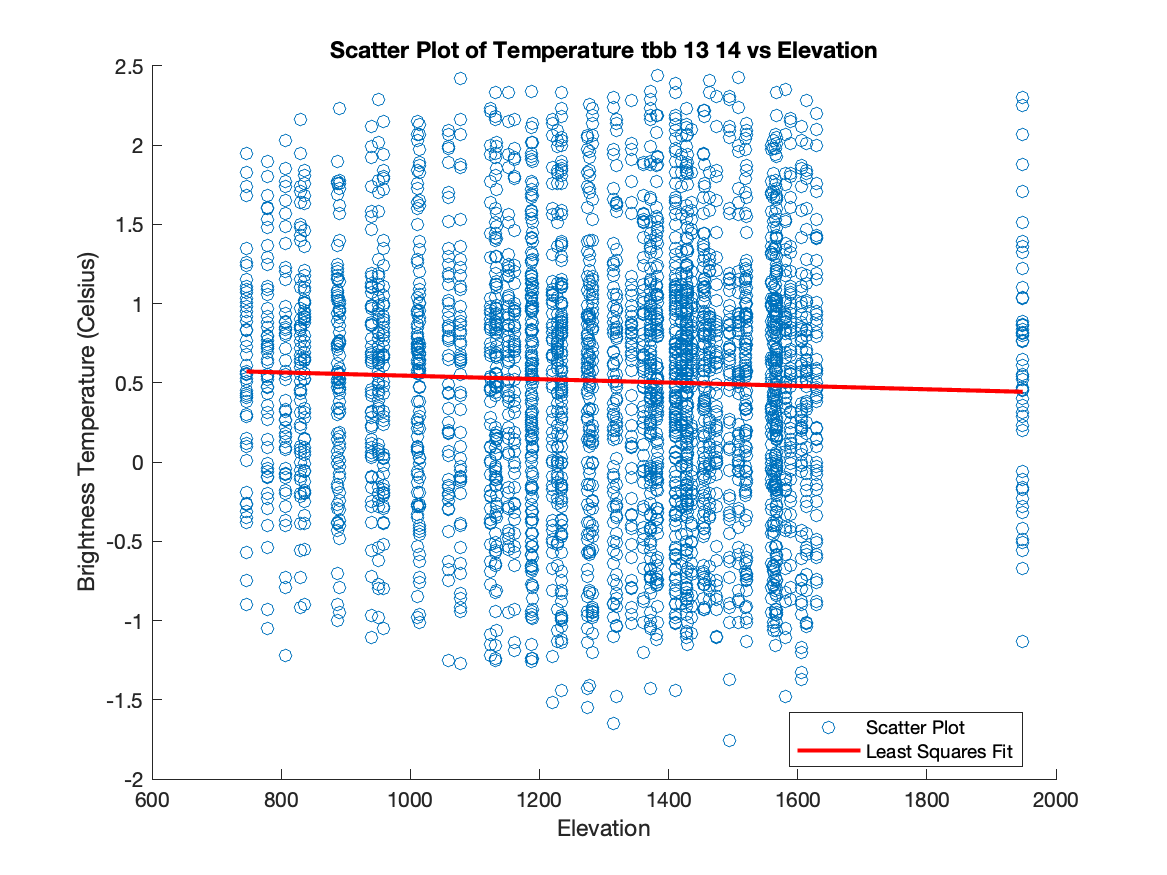 Scatter Plot of Temperature tbb 13 14 vs Elevation
2.5
2
1.5
1
0.5
0
-0.5
-1
-1.5
-2
Brightness Temperature (Celsius)
Scatter Plot
Least Squares Fit
600 800 1000 1200 1400 1600 1800 2000
Elevation